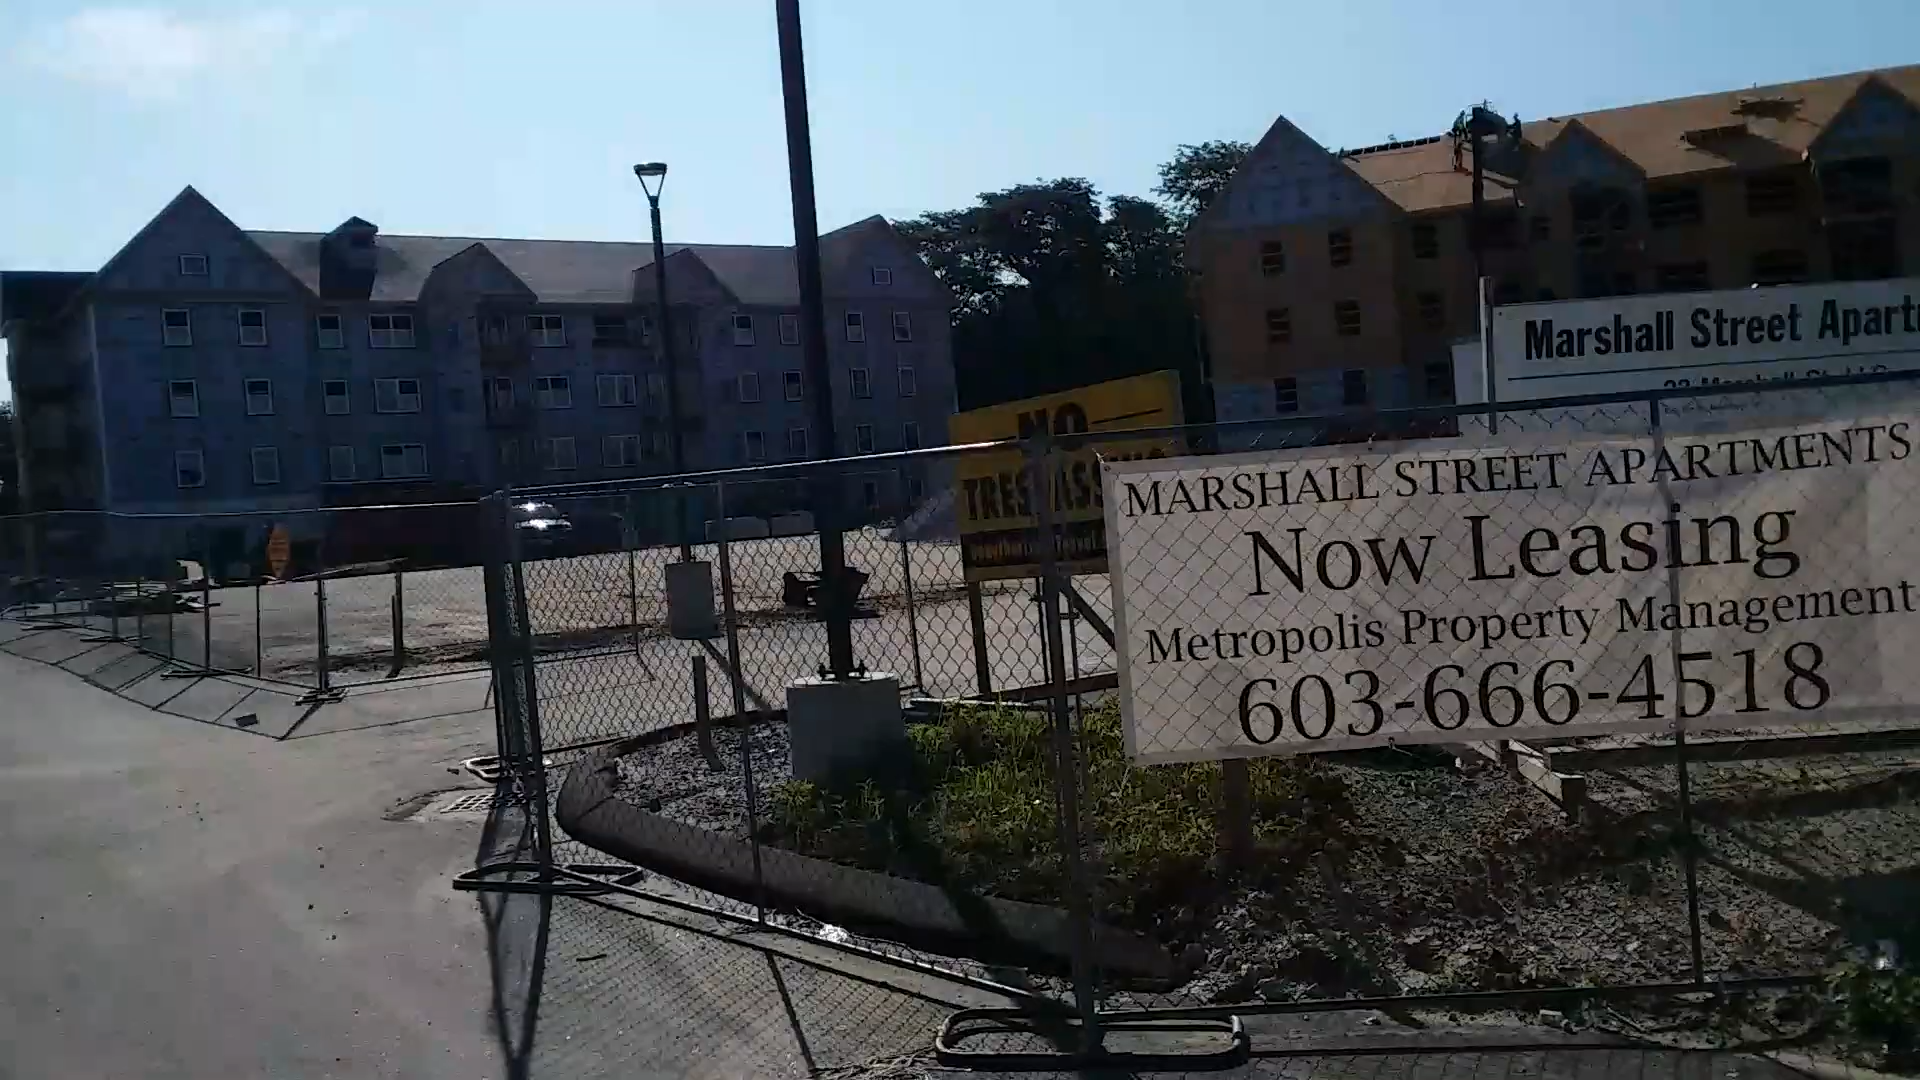 Marshall Street Apart
NO
TRESPASSING
MARSHALL STREET APARTMENTS
Now Leasing
Metropolis Property Management
603-666-4518